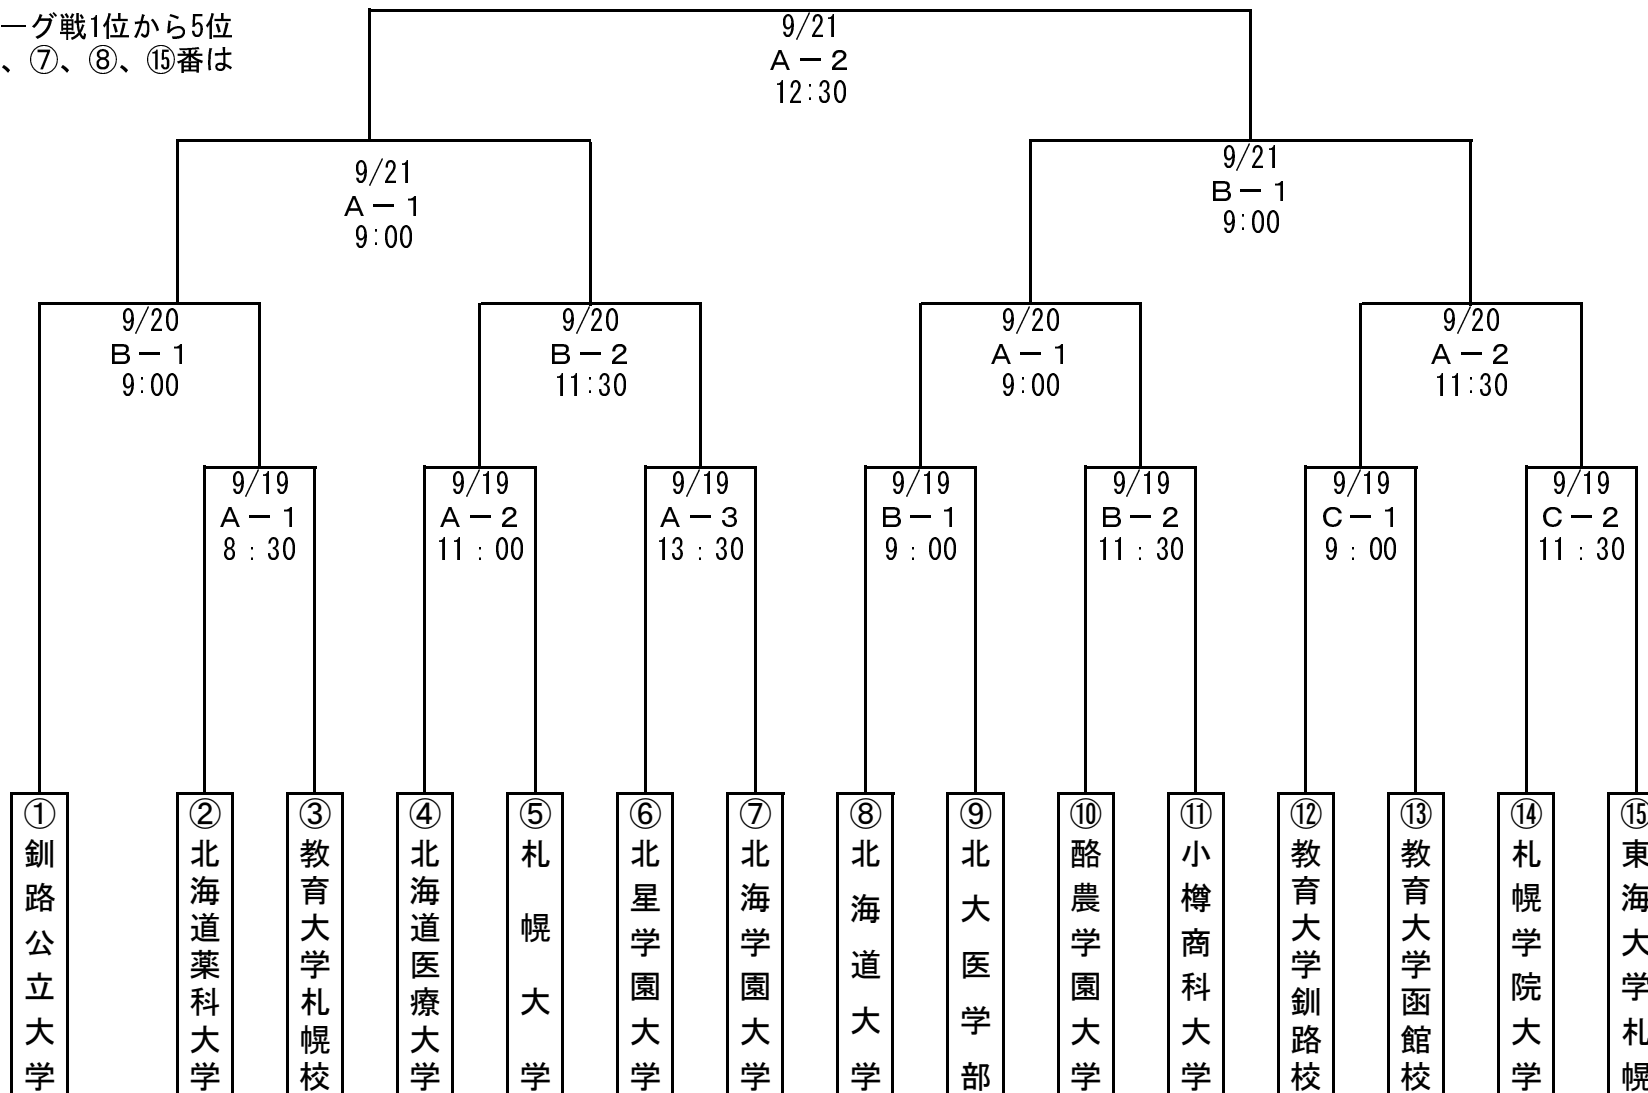 ーグ戦1位から5位
、⑦、⑧、⑮番は
9/21
A－2
12:30
9/21
A－1
9:00
9/21
B－1
9:00
9/20
B－1
9:00
9/20
B－2
11:30
9/20
A－1
9:00
9/20
A－2
11:30
9/19
A－1
8：30
9/19
A－2
11：00
9/19
A－3
13：30
9/19
B－1
9：00
9/19
B－2
11：30
9/19
C－1
9：00
9/19
C－2
11：30
①釧路公立大学
②北海道薬科大学
③教育大学札幌校
④北海道医療大学
⑤札幌大学
⑥北星学園大学
⑦北海学園大学
⑧北海道大学
⑨北大医学部
⑩酪農学園大学
⑪小樽商科大学
⑫教育大学釧路校
⑬教育大学函館校
⑭札幌学院大学
⑮東海大学札幌